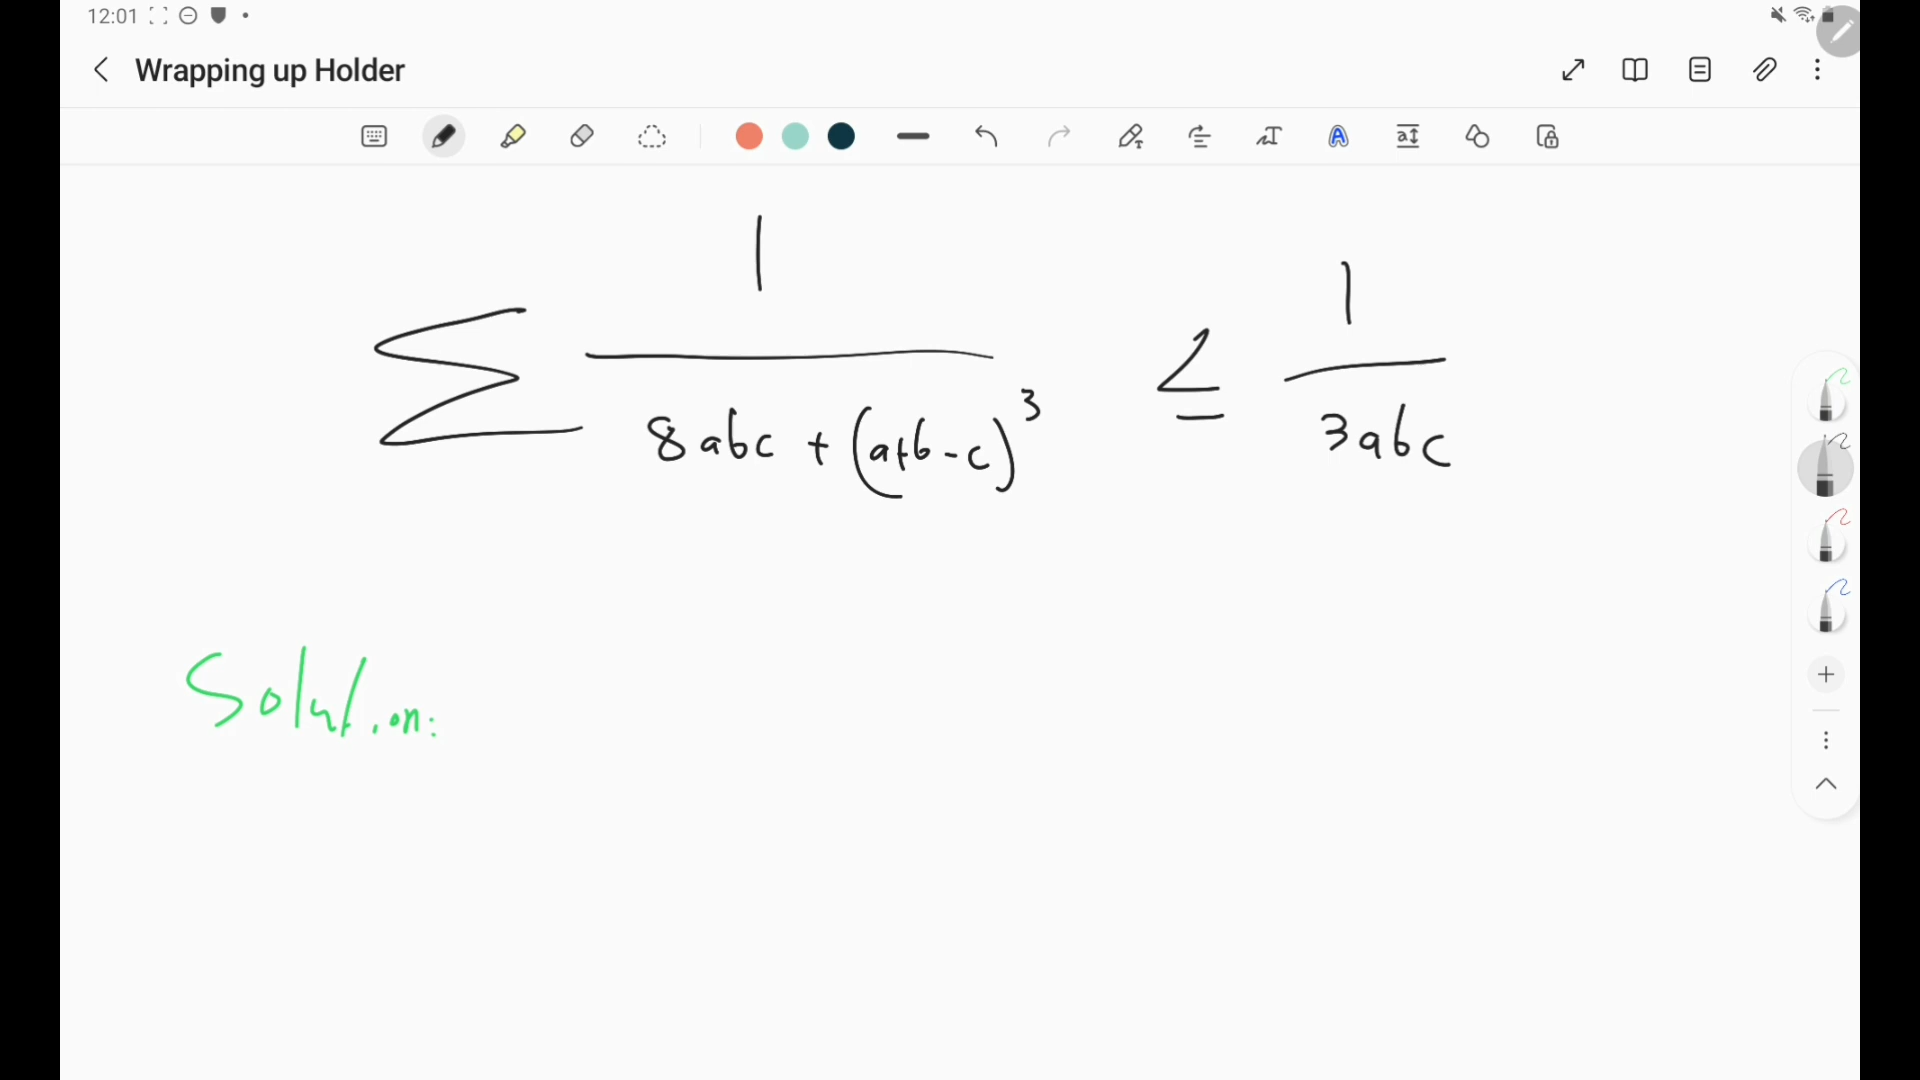 12:01
Wrapping up Holder
∑ 1 / (8abc + (a+b-c)^3) ≤ 1 / 3abc
Solution: